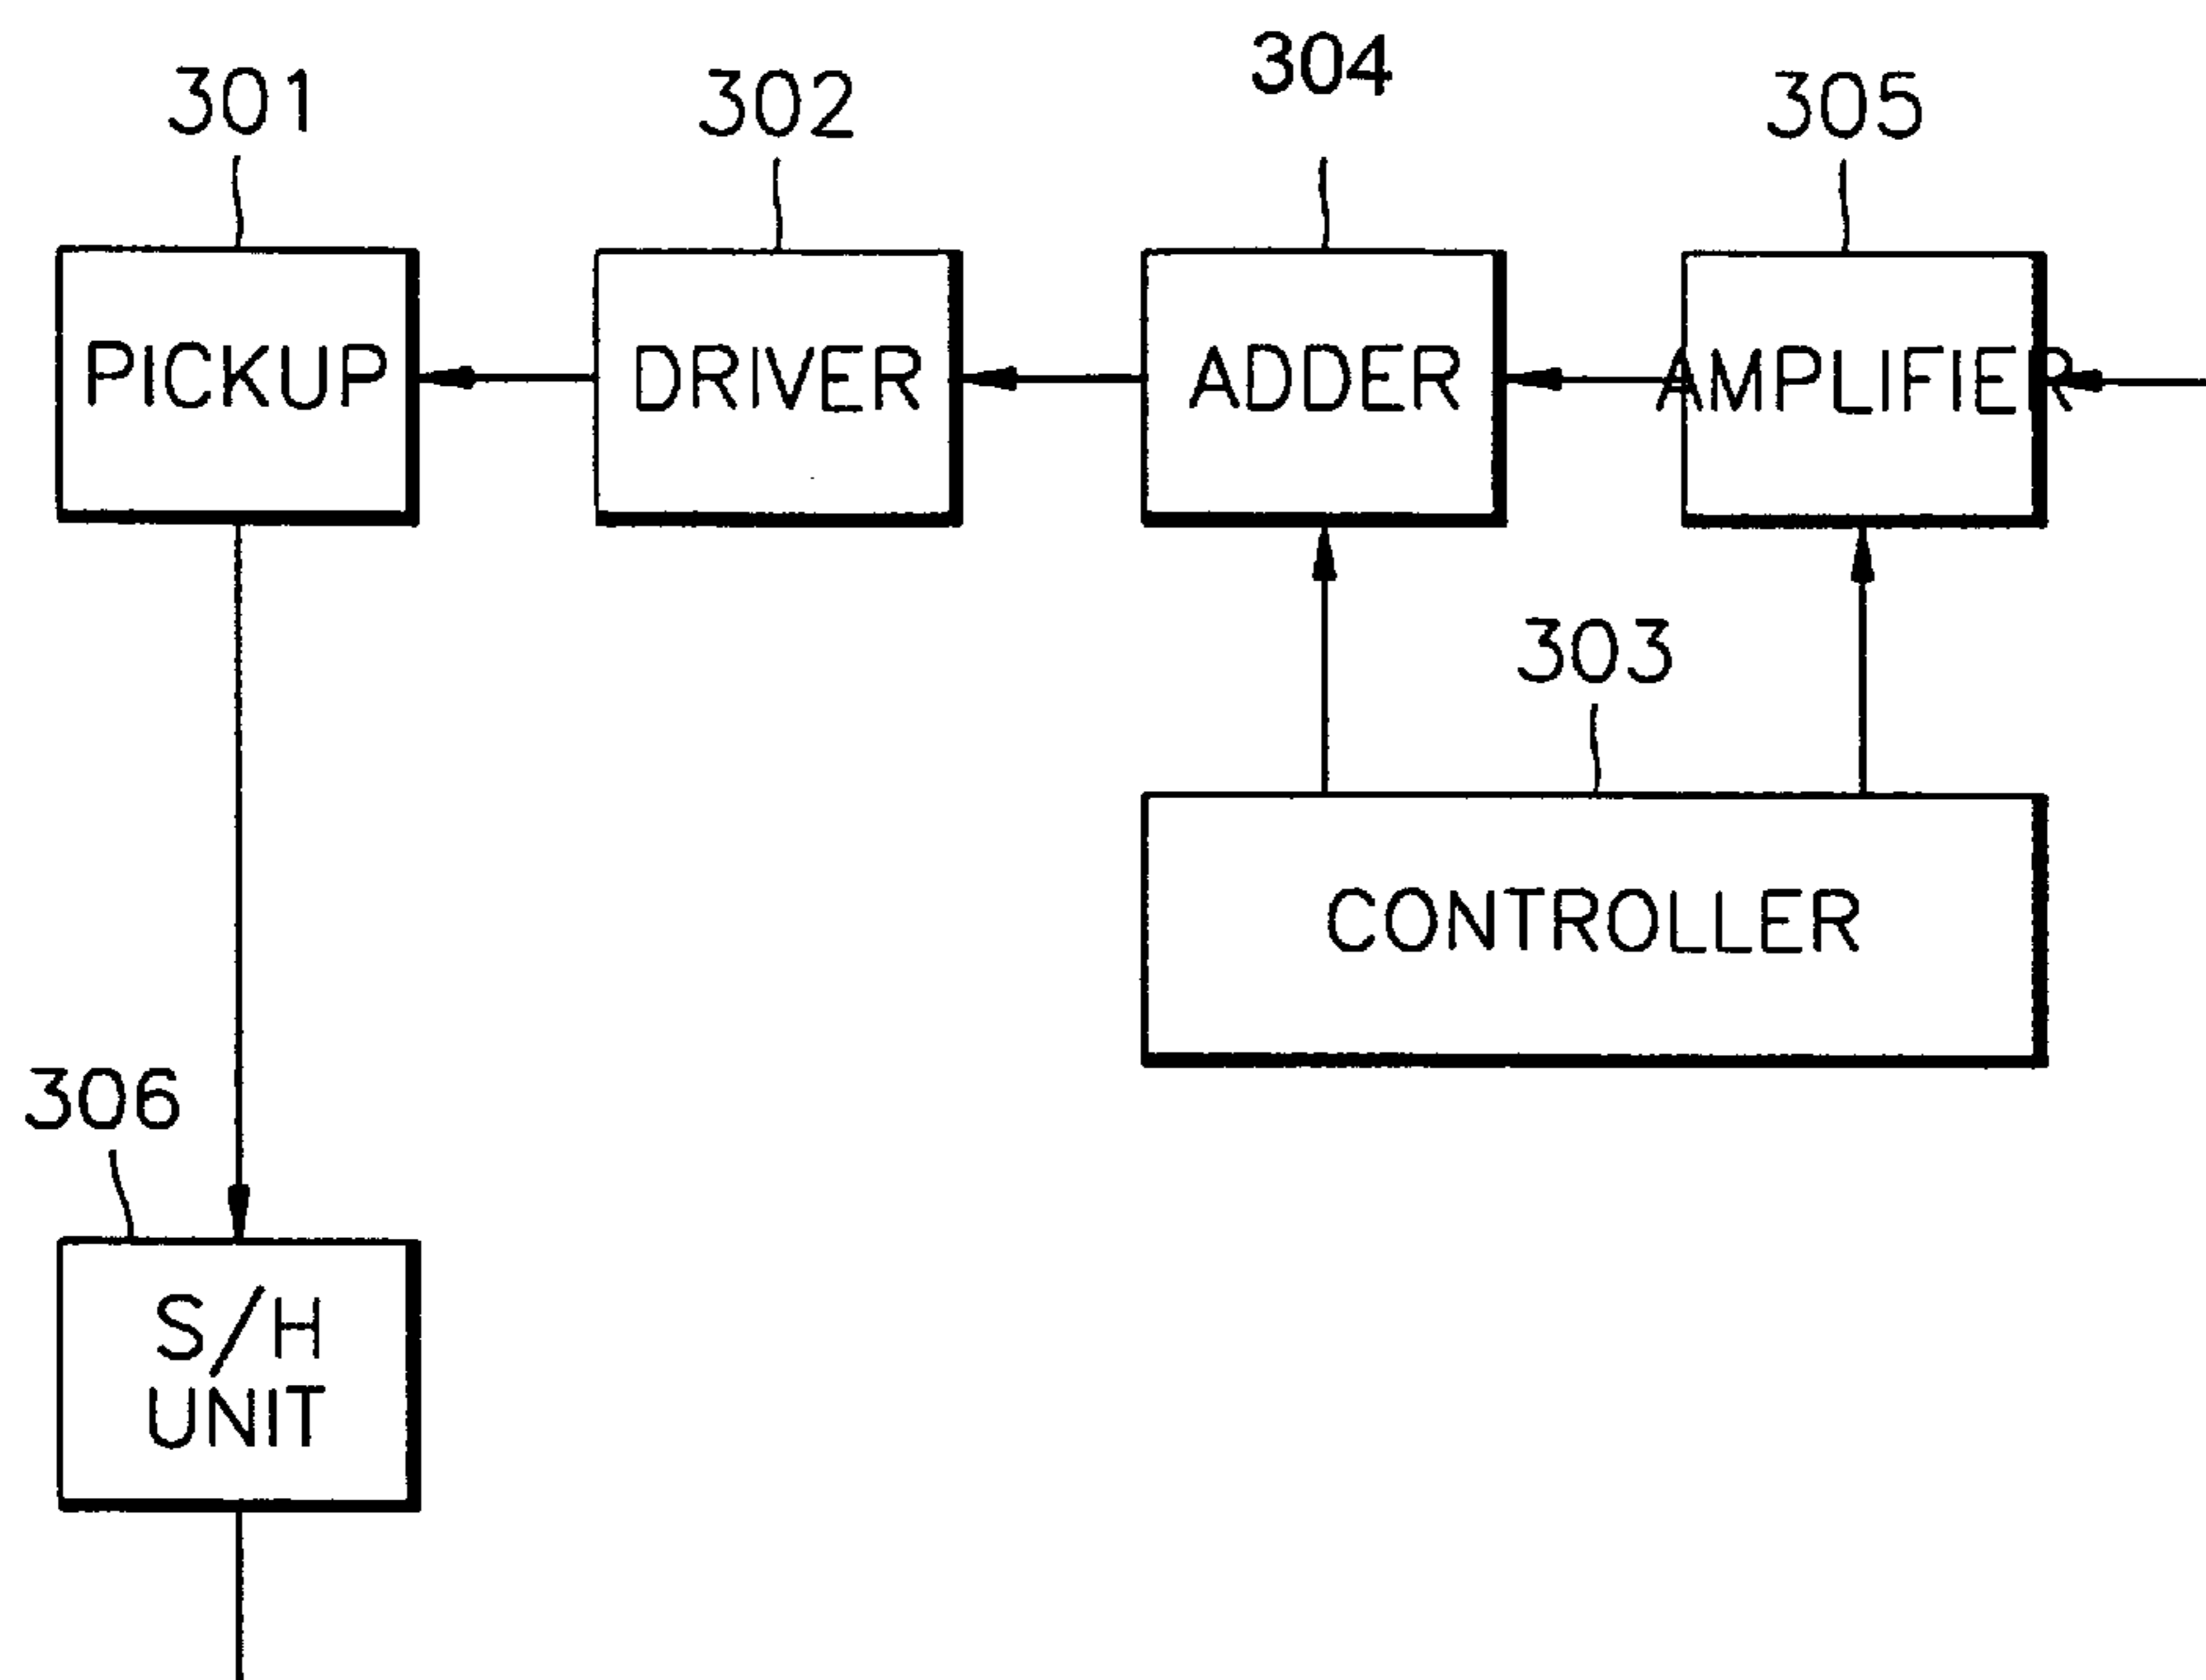 304
301
302
305
PICKUP
DRIVER
ADDER
AMPLIFIER
303
CONTROLLER
306
S/H
UNIT